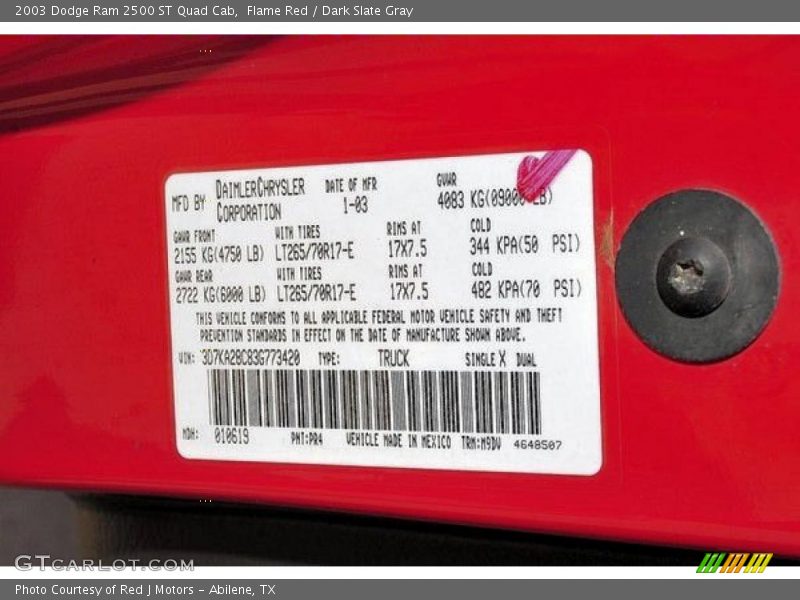 2003 Dodge Ram 2500 ST Quad Cab, Flame Red / Dark Slate Gray
MFD BY DAIMLERCHRYSLER CORPORATION DATE OF MFR 1-03 GVWR 4083 KG(09000 LB)
GAWR FRONT WITH TIRES RIMS AT COLD
2155 KG(4750 LB) LT265/70R17-E 17X7.5 344 KPA(50 PSI)
GAWR REAR WITH TIRES RIMS AT COLD
2722 KG(6000 LB) LT265/70R17-E 17X7.5 482 KPA(70 PSI)
THIS VEHICLE CONFORMS TO ALL APPLICABLE FEDERAL MOTOR VEHICLE SAFETY AND THEFT
PREVENTION STANDARDS IN EFFECT ON THE DATE OF MANUFACTURE SHOWN ABOVE.
VIN: 3D7KA28C83G773420 TYPE: TRUCK SINGLE X DUAL
MDH: 010619 PNT:PR4 VEHICLE MADE IN MEXICO TRM:M9DV 4648507
GTCARLOT.COM
Photo Courtesy of Red J Motors – Abilene, TX